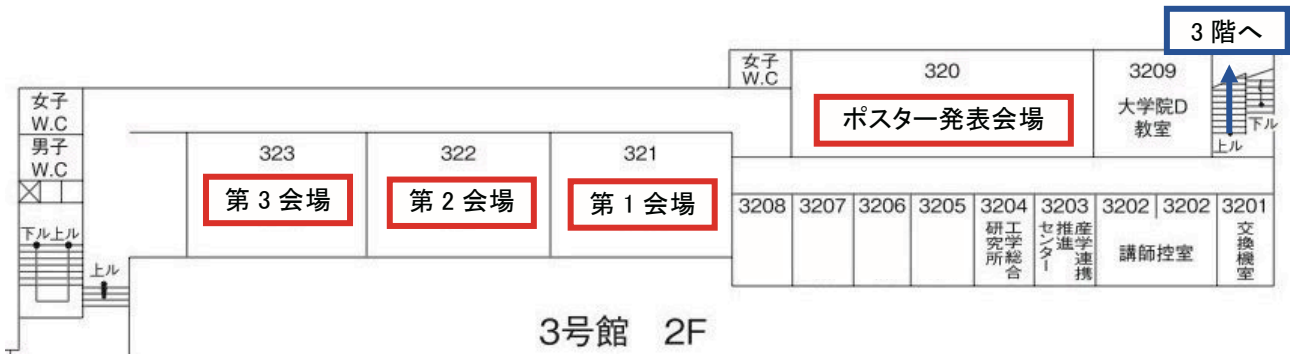 3 階へ
女子
W.C
320
ポスター発表会場
3209
大学院D
教室
下ル
上ル
女子
W.C
男子
W.C
下ル上ル
上ル
323
第 3 会場
322
第 2 会場
321
第 1 会場
3208
3207
3206
3205
3204
工学総合
研究所
3203
産学連携
推進
センター
3202
3202
講師控室
3201
交換機室
3号館 2F